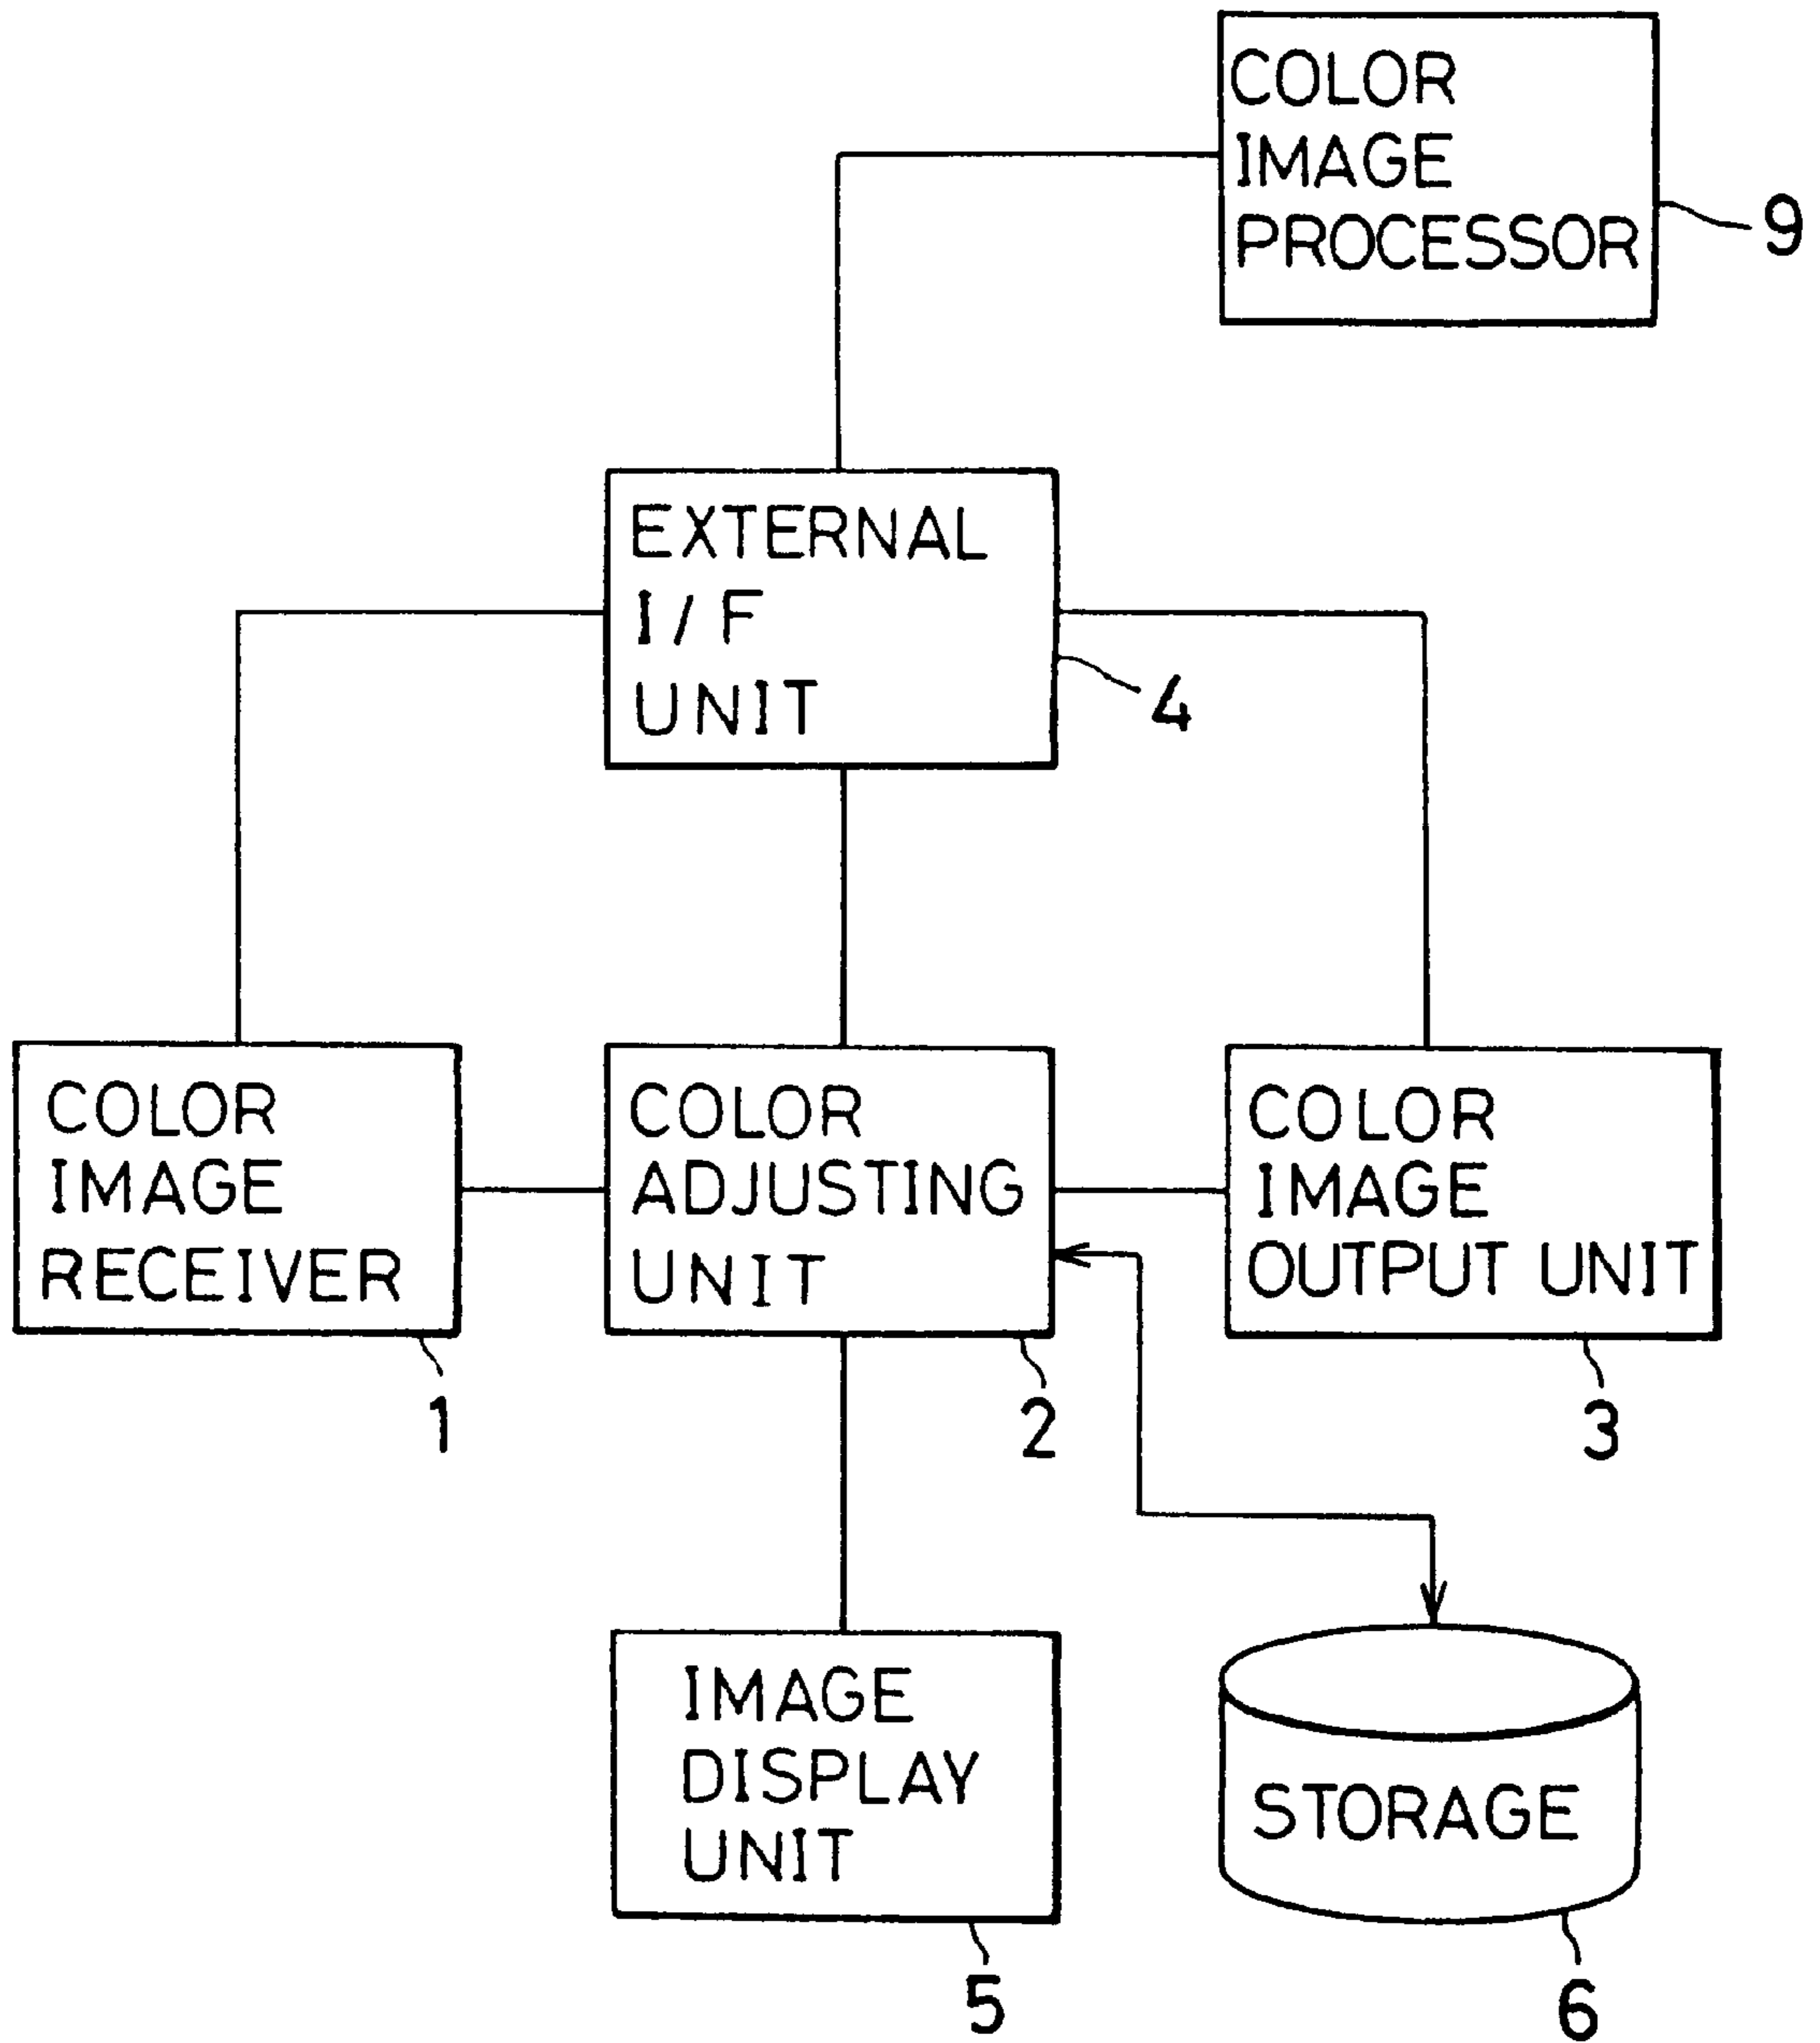 COLOR
IMAGE
PROCESSOR
9
EXTERNAL
I/F
UNIT
4
COLOR
IMAGE
RECEIVER
1
COLOR
ADJUSTING
UNIT
2
COLOR
IMAGE
OUTPUT UNIT
3
IMAGE
DISPLAY
UNIT
5
STORAGE
6